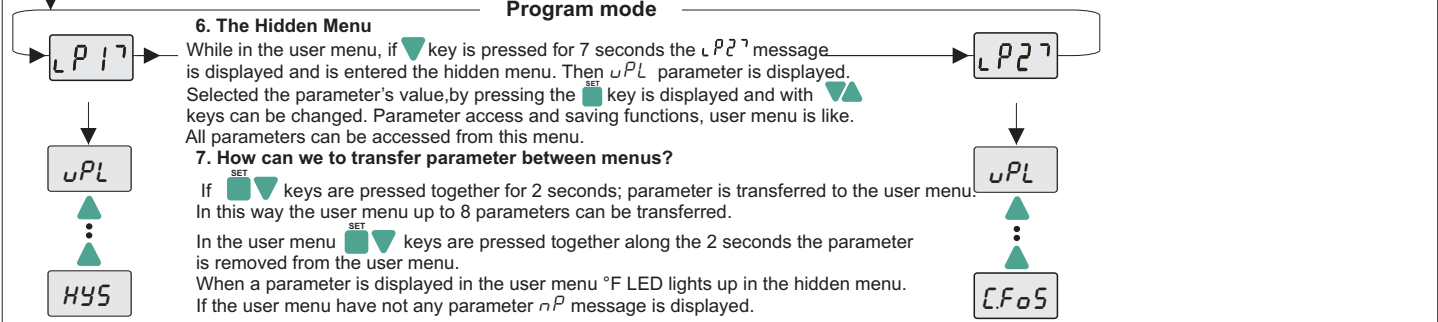 Program mode
6. The Hidden Menu
LP1
While in the user menu, if key is pressed for 7 seconds the LP2 message
LP2
is displayed and is entered the hidden menu. Then uPL parameter is displayed.
Selected the parameter's value,by pressing the SET key is displayed and with
keys can be changed. Parameter access and saving functions, user menu is like.
All parameters can be accessed from this menu.
7. How can we to transfer parameter between menus?
uPL
uPL
If SET keys are pressed together for 2 seconds; parameter is transferred to the user menu.
In this way the user menu up to 8 parameters can be transferred.
In the user menu SET keys are pressed together along the 2 seconds the parameter
is removed from the user menu.
When a parameter is displayed in the user menu °F LED lights up in the hidden menu.
HYS
C.FoS
If the user menu have not any parameter nP message is displayed.